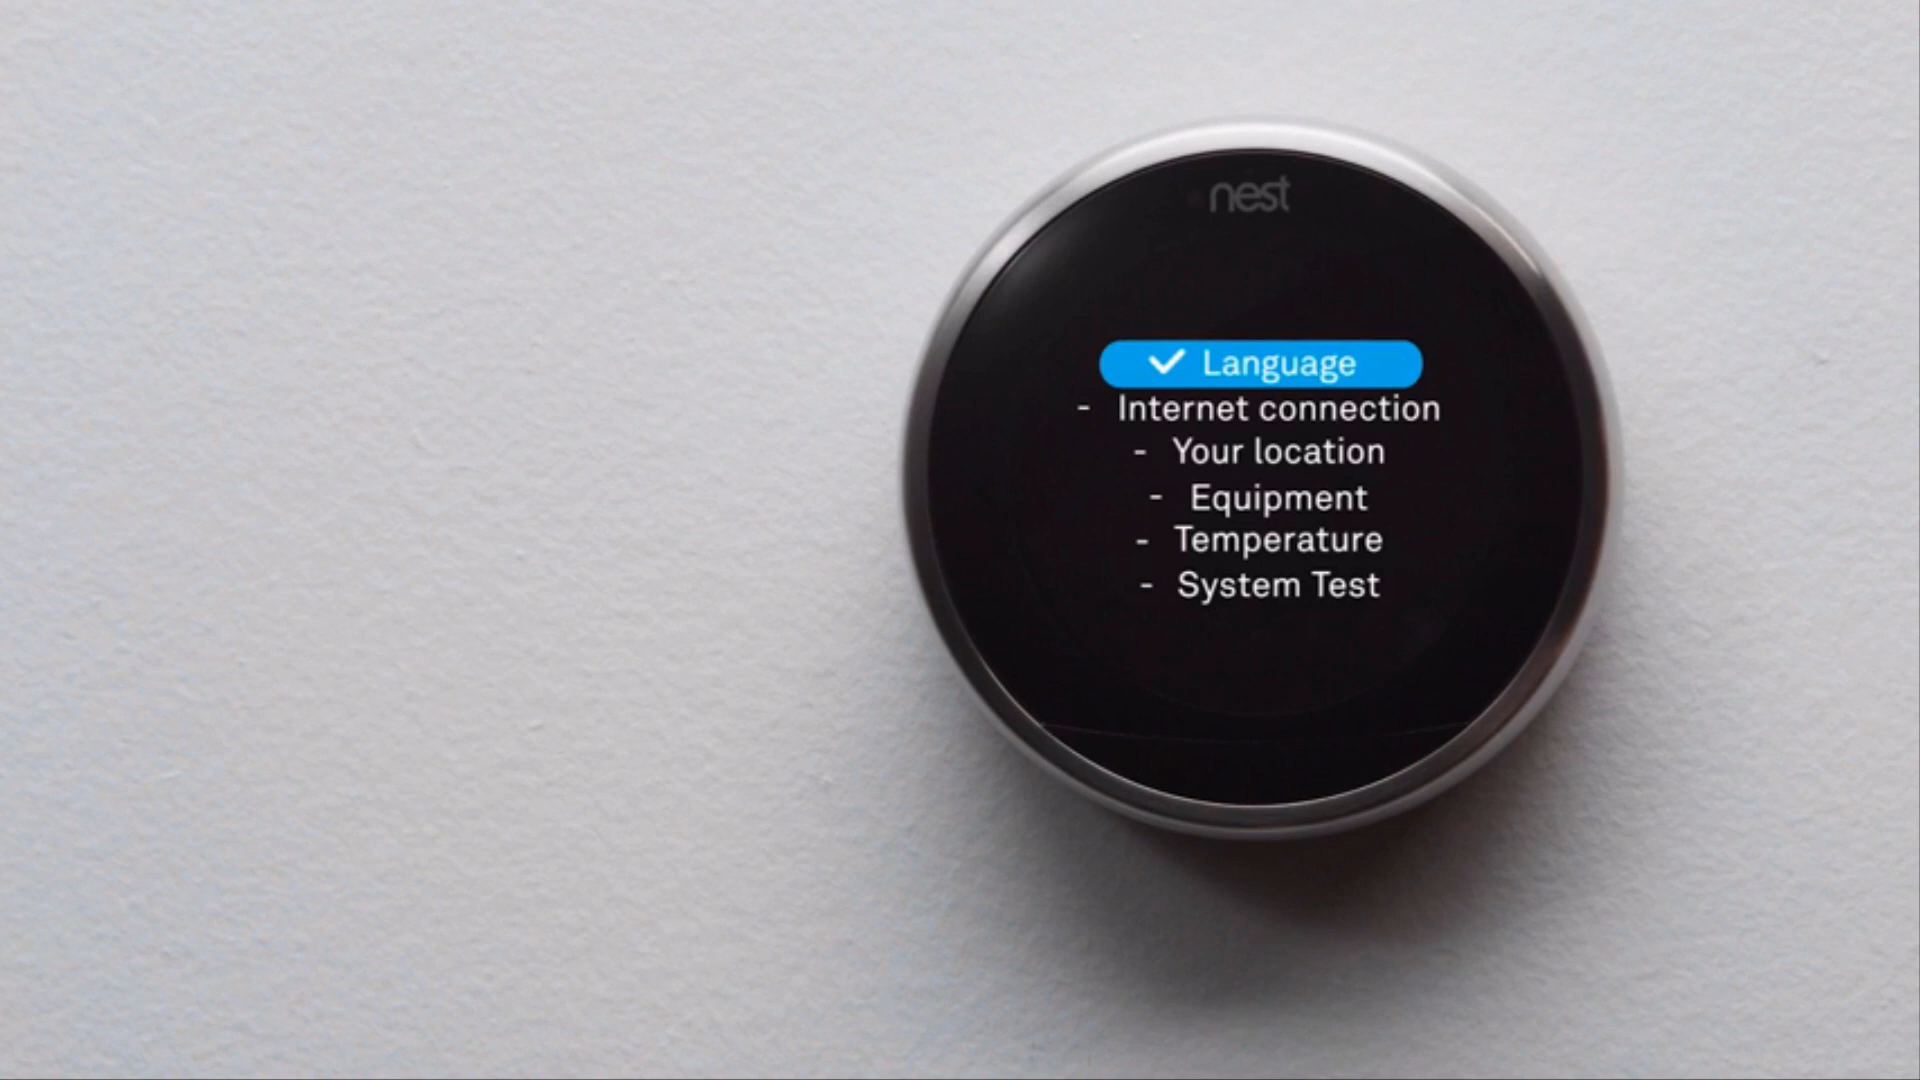 nest
✓ Language
- Internet connection
- Your location
- Equipment
- Temperature
- System Test